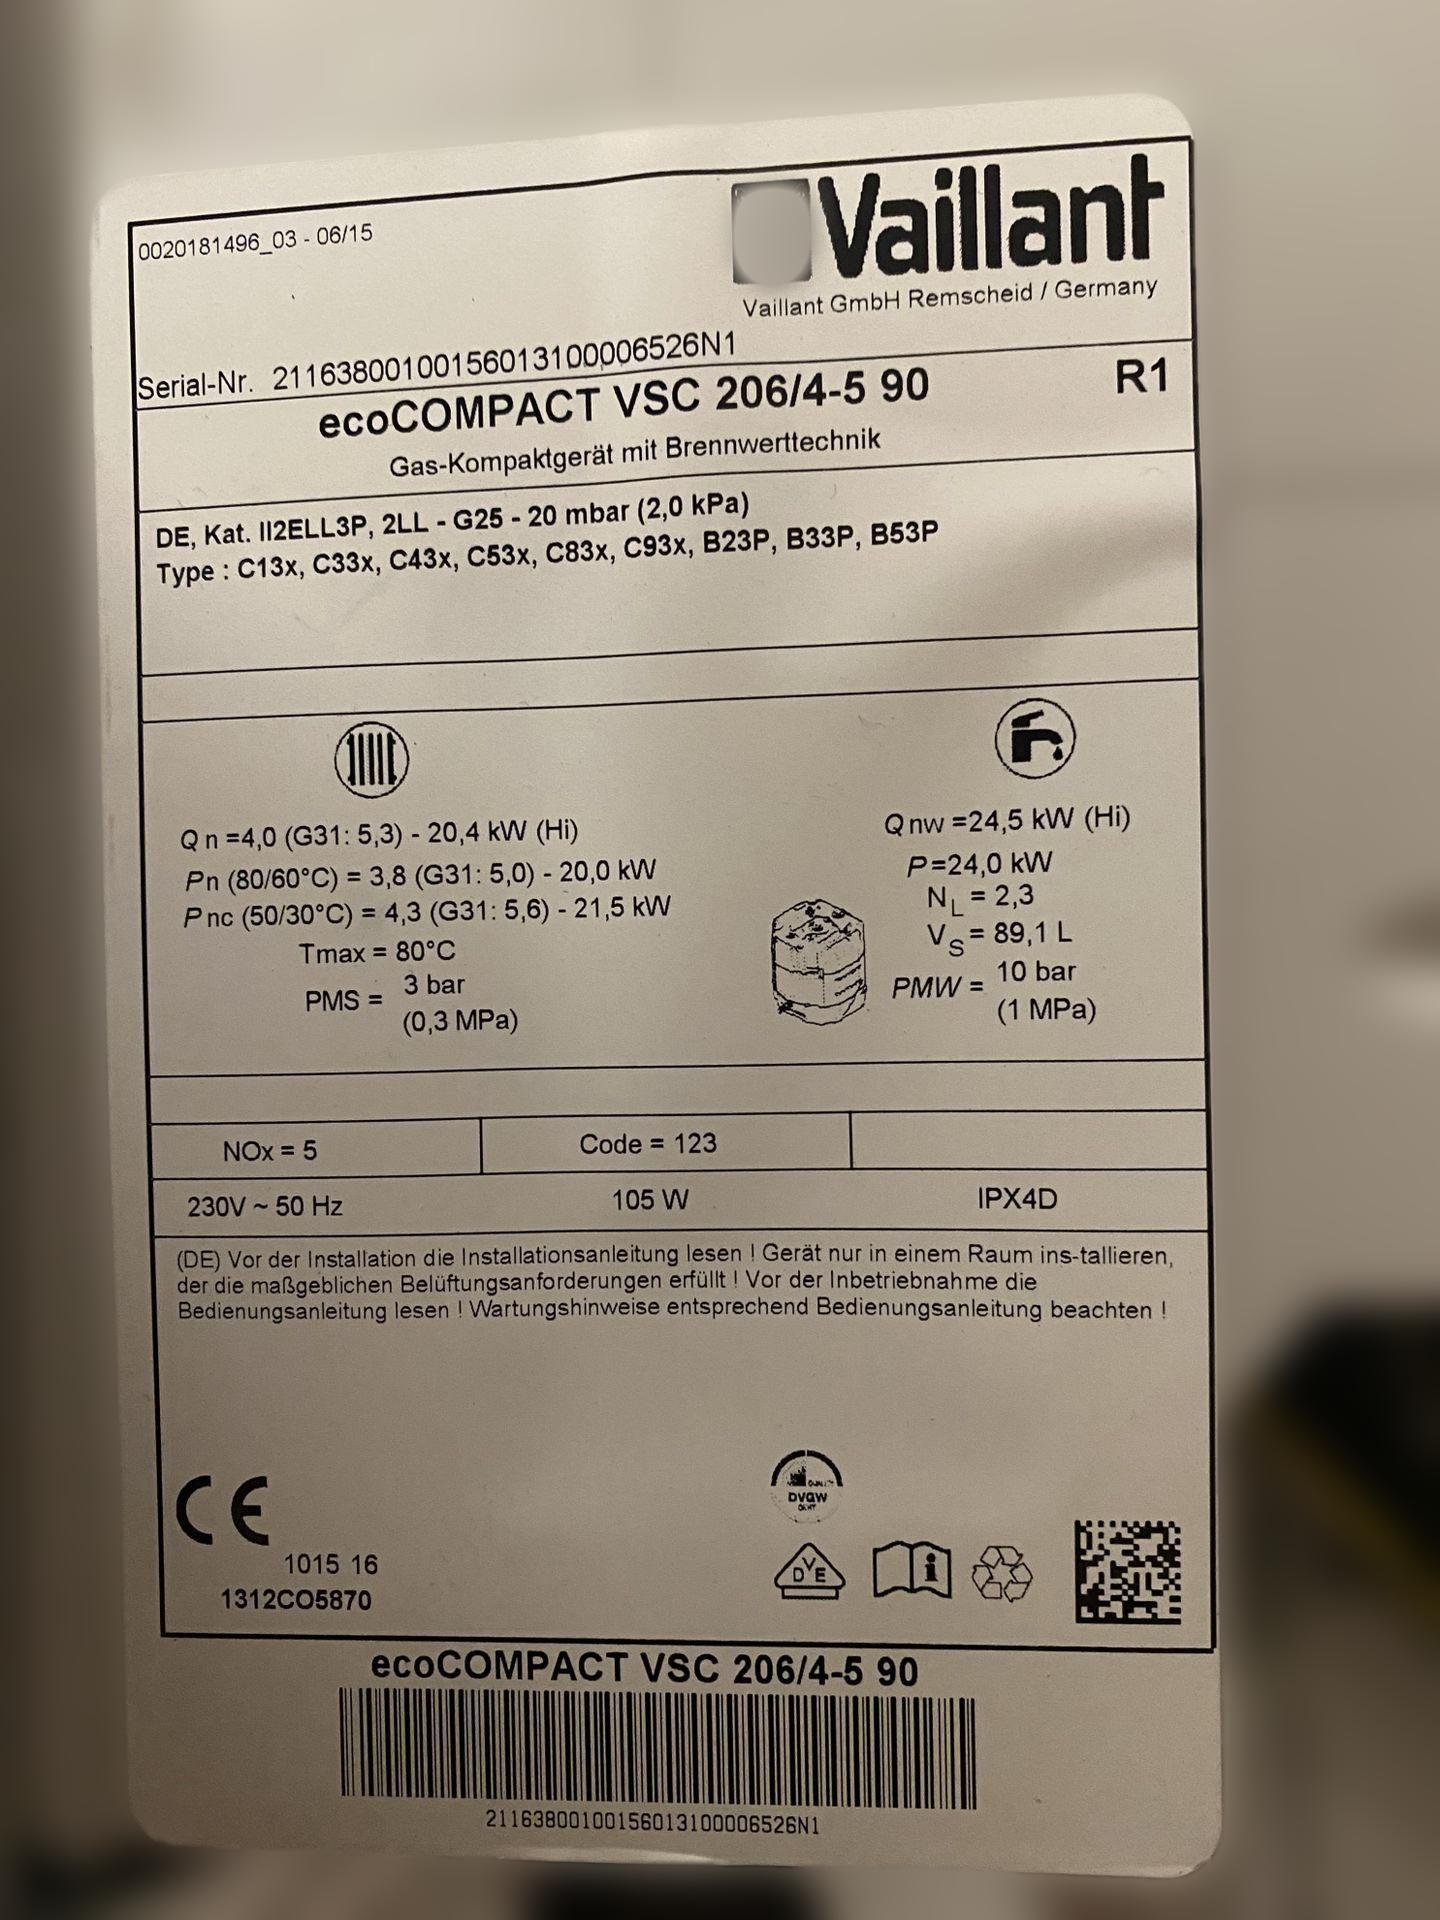 0020181496_03 - 06/15
Vaillant
Vaillant GmbH Remscheid / Germany
Serial-Nr. 2116380010015601310006526N1
ecoCOMPACT VSC 206/4-5 90
R1
Gas-Kompaktgerät mit Brennwerttechnik
DE, Kat. II2ELL3P, 2LL - G25 - 20 mbar (2,0 kPa)
Type : C13x, C33x, C43x, C53x, C83x, C93x, B23P, B33P, B53P
Qn =4,0 (G31: 5,3) - 20,4 kW (Hi)
Pn (80/60°C) = 3,8 (G31: 5,0) - 20,0 kW
Pnc (50/30°C) = 4,3 (G31: 5,6) - 21,5 kW
Tmax = 80°C
PMS = 3 bar
(0,3 MPa)
Qnw =24,5 kW (Hi)
P=24,0 kW
NL = 2,3
VS = 89,1 L
PMW = 10 bar
(1 MPa)
NOx = 5
Code = 123
230V ~ 50 Hz
105 W
IPX4D
(DE) Vor der Installation die Installationsanleitung lesen ! Gerät nur in einem Raum ins-tallieren,
der die maßgeblichen Belüftungsanforderungen erfüllt ! Vor der Inbetriebnahme die
Bedienungsanleitung lesen ! Wartungshinweise entsprechend Bedienungsanleitung beachten !
CE
1015 16
1312CO5870
DVGW
DVE
ecoCOMPACT VSC 206/4-5 90
21163800100156013100006526N1